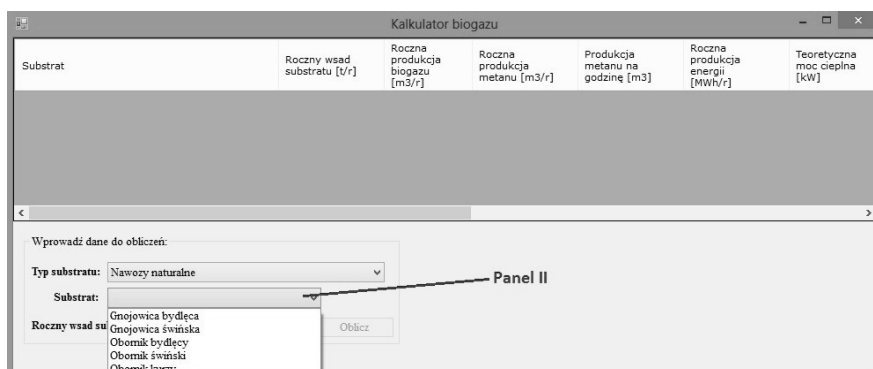 Kalkulator biogazu
Substrat
Roczny wsad
substratu [t/r]
Roczna
produkcja
biogazu
[m3/r]
Roczna
produkcja
metanu [m3/r]
Produkcja
metanu na
godzinę [m3]
Roczna
produkcja
energii
[MWh/r]
Teoretyczna
moc cieplna
[kW]
Wprowadź dane do obliczeń:
Typ substratu: Nawozy naturalne
Panel II
Substrat:
Gnojowica bydlęca
Roczny wsad su Gnojowica świńska Oblicz
Obornik bydlęcy
Obornik świński
Obornik kurzy